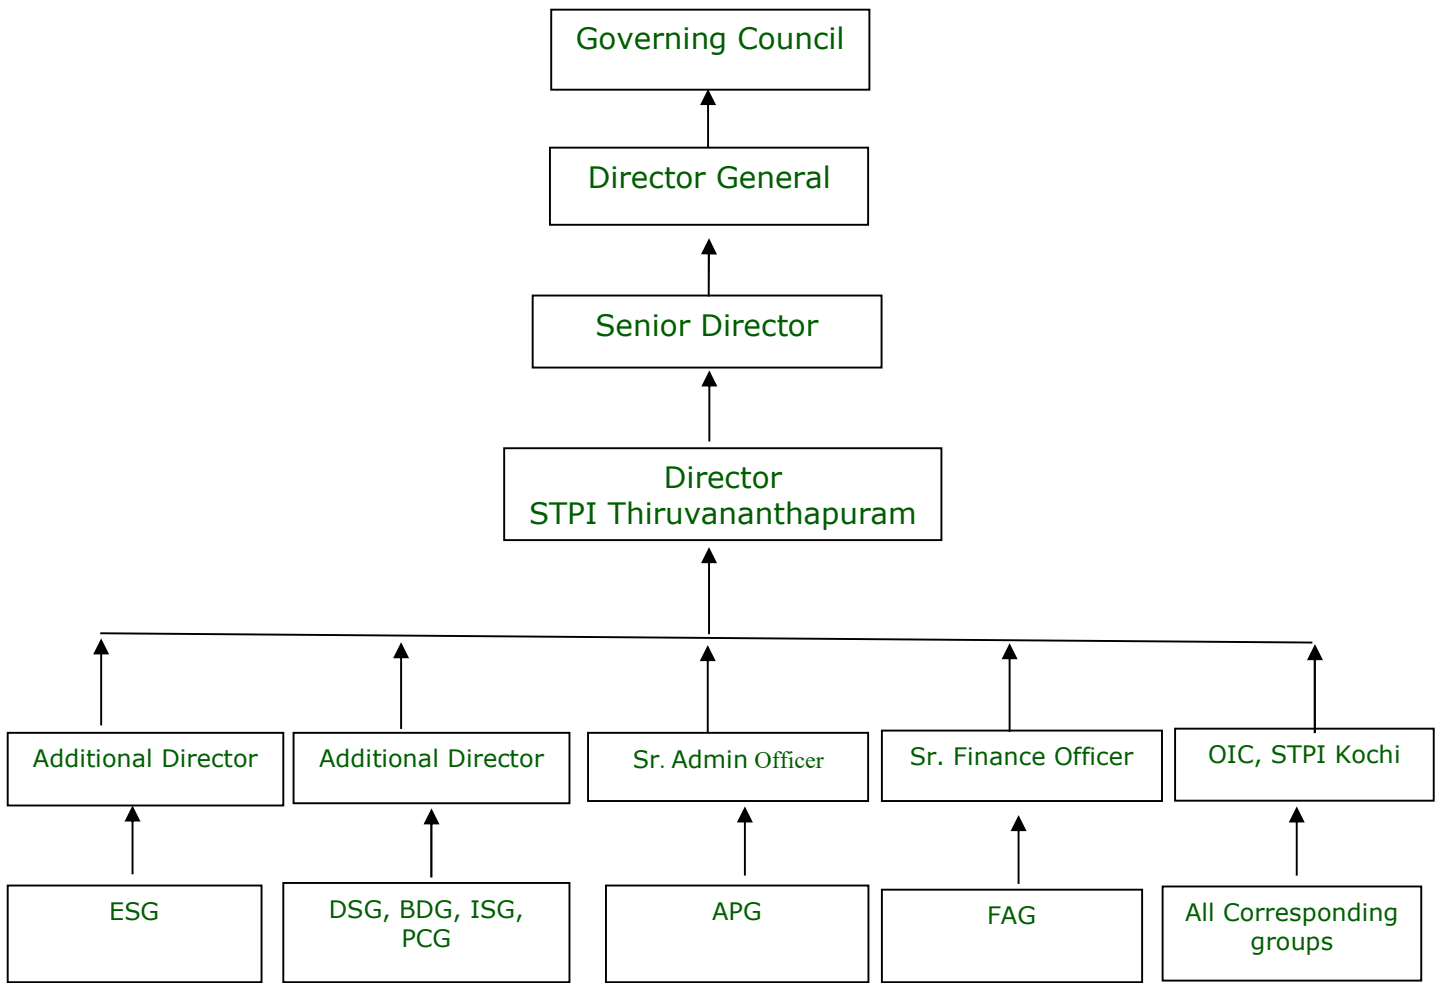 Governing Council
Director General
Senior Director
Director
STPI Thiruvananthapuram
Additional Director
Additional Director
Sr. Admin Officer
Sr. Finance Officer
OIC, STPI Kochi
ESG
DSG, BDG, ISG,
PCG
APG
FAG
All Corresponding
groups